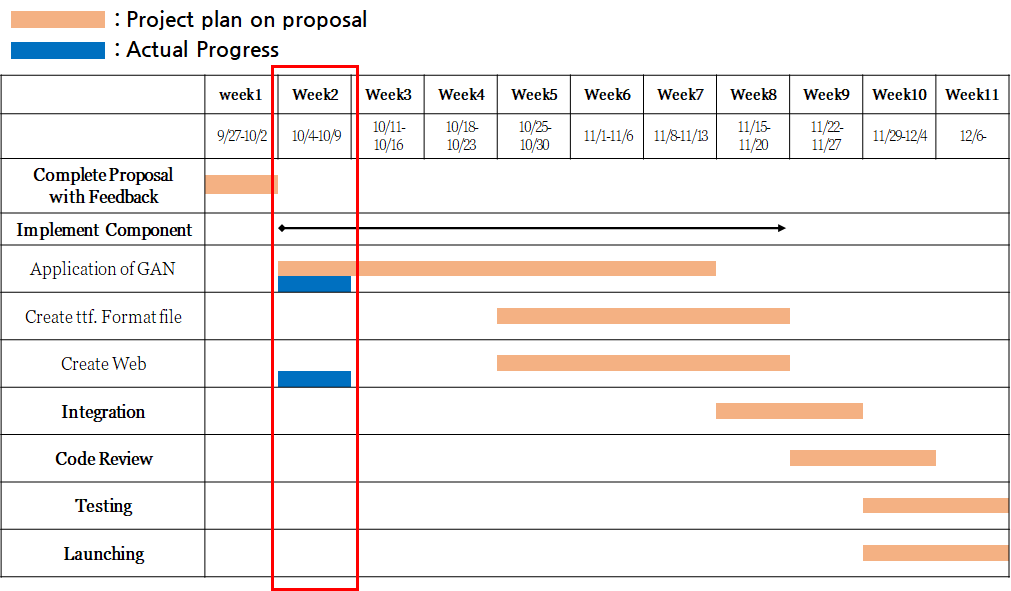 : Project plan on proposal
: Actual Progress
week1 Week2 Week3 Week4 Week5 Week6 Week7 Week8 Week9 Week10 Week11
9/27-10/2 10/4-10/9 10/11- 10/18- 10/25- 11/1-11/6 11/8-11/13 11/15- 11/22- 11/29-12/4 12/6-
10/16 10/23 10/30 11/20 11/27
Complete Proposal
with Feedback
Implement Component
Application of GAN
Create ttf. Format file
Create Web
Integration
Code Review
Testing
Launching